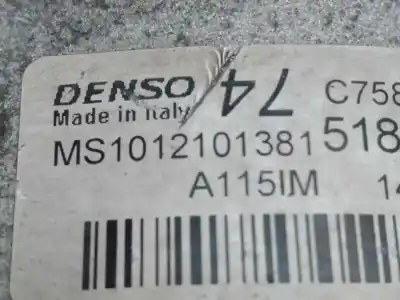 DENSO 74 C758
Made in Italy
MS1012101381 518
A115IM 14